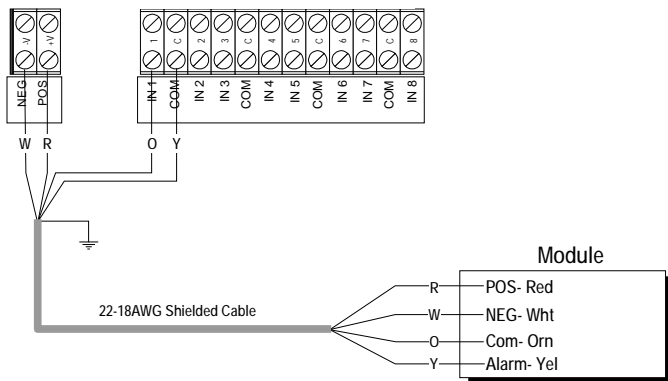 -V +V 1 C 2 3 C 4 5 C 6 7 C 8
NEG POS IN 1 COM IN 2 IN 3 COM IN 4 IN 5 COM IN 6 IN 7 COM IN 8
W R O Y
Module
R POS- Red
22-18AWG Shielded Cable
W NEG- Wht
O Com- Orn
Y Alarm- Yel